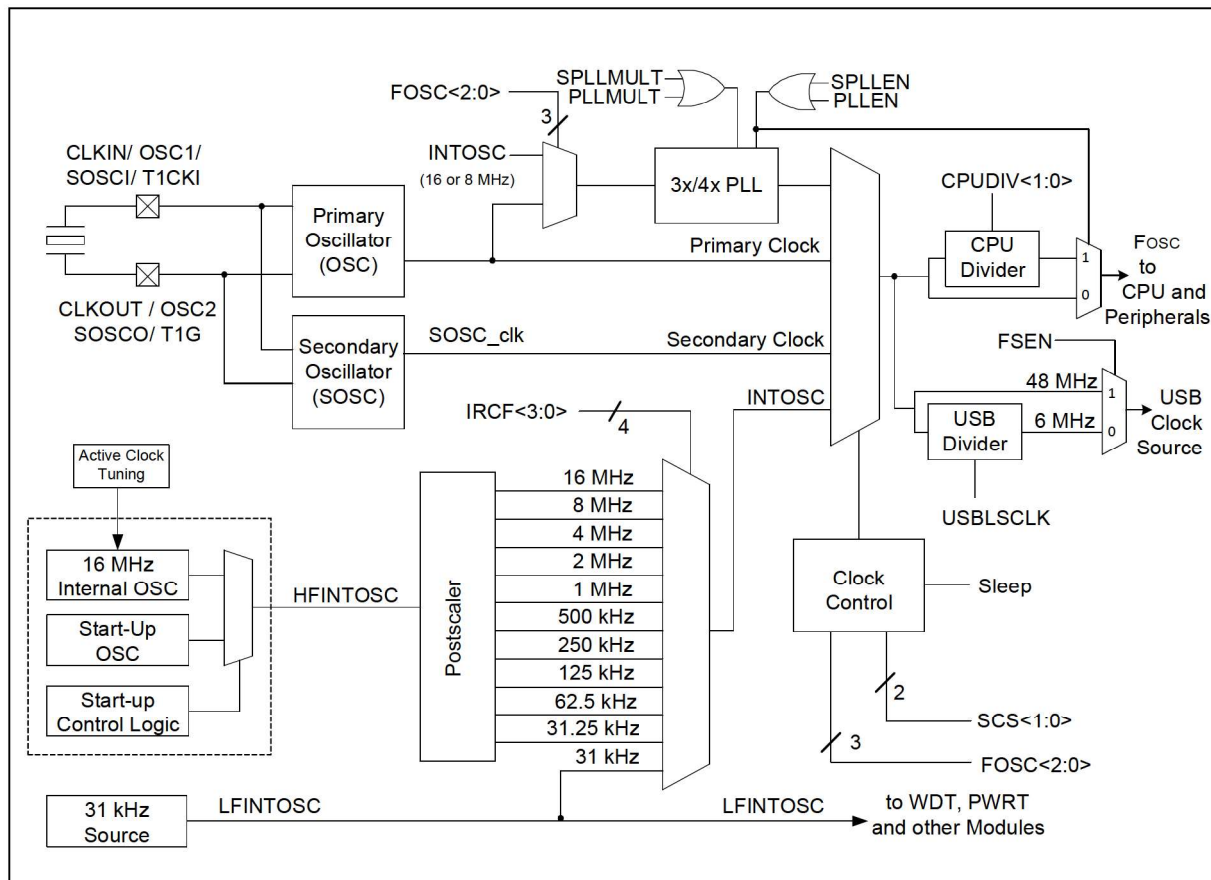 SPLLMULT
PLLMULT
SPLLEN
PLLEN
FOSC<2:0>
3
INTOSC
(16 or 8 MHz)
3x/4x PLL
CLKIN/ OSC1/
SOSCI/ T1CKI
Primary
Oscillator
(OSC)
Primary Clock
CPUDIV<1:0>
CPU
Divider
1
0
FOSC
to
CPU and
Peripherals
CLKOUT / OSC2
SOSCO/ T1G
Secondary
Oscillator
(SOSC)
SOSC_clk
Secondary Clock
FSEN
48 MHz
1
6 MHz
0
USB
Divider
USB
Clock
Source
USBLSCLK
IRCF<3:0>
4
INTOSC
Active Clock
Tuning
16 MHz
Internal OSC
Start-Up
OSC
Start-up
Control Logic
HFINTOSC
Postscaler
16 MHz
8 MHz
4 MHz
2 MHz
1 MHz
500 kHz
250 kHz
125 kHz
62.5 kHz
31.25 kHz
31 kHz
Clock
Control
Sleep
2
SCS<1:0>
3
FOSC<2:0>
31 kHz
Source
LFINTOSC
LFINTOSC
to WDT, PWRT
and other Modules